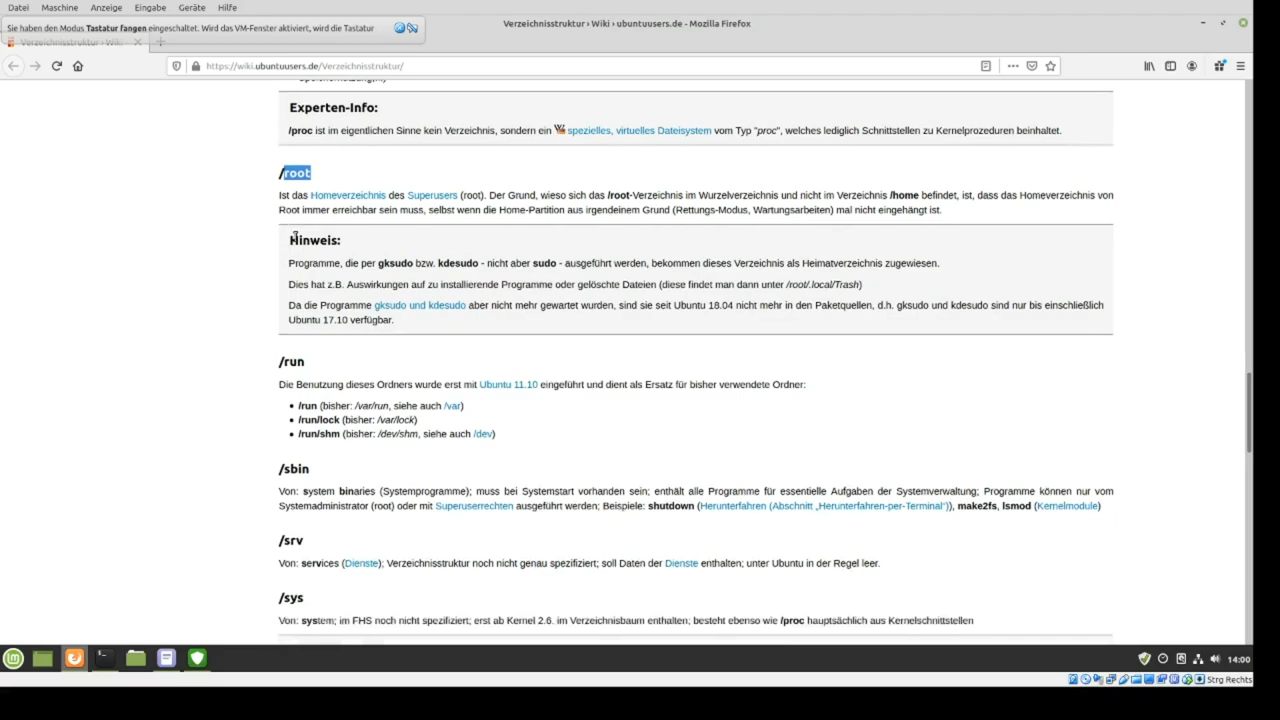 Datei Maschine Anzeige Eingabe Geräte Hilfe
Sie haben den Modus Tastatur fangen eingeschaltet. Wird das VM-Fenster aktiviert, wird die Tastatur
Verzeichnisstruktur › Wiki › ubuntuusers.de - Mozilla Firefox
Verzeichnisstruktur › Wiki ›
https://wiki.ubuntuusers.de/Verzeichnisstruktur/
Experten-Info:
/proc ist im eigentlichen Sinne kein Verzeichnis, sondern ein spezielles, virtuelles Dateisystem vom Typ "proc", welches lediglich Schnittstellen zu Kernelprozeduren beinhaltet.
/root
Ist das Homeverzeichnis des Superusers (root). Der Grund, wieso sich das /root-Verzeichnis im Wurzelverzeichnis und nicht im Verzeichnis /home befindet, ist, dass das Homeverzeichnis von
Root immer erreichbar sein muss, selbst wenn die Home-Partition aus irgendeinem Grund (Rettungs-Modus, Wartungsarbeiten) mal nicht eingehängt ist.
Hinweis:
Programme, die per gksudo bzw. kdesudo - nicht aber sudo - ausgeführt werden, bekommen dieses Verzeichnis als Heimatverzeichnis zugewiesen.
Dies hat z.B. Auswirkungen auf zu installierende Programme oder gelöschte Dateien (diese findet man dann unter /root/.local/Trash)
Da die Programme gksudo und kdesudo aber nicht mehr gewartet wurden, sind sie seit Ubuntu 18.04 nicht mehr in den Paketquellen, d.h. gksudo und kdesudo sind nur bis einschließlich
Ubuntu 17.10 verfügbar.
/run
Die Benutzung dieses Ordners wurde erst mit Ubuntu 11.10 eingeführt und dient als Ersatz für bisher verwendete Ordner:
• /run (bisher: /var/run, siehe auch /var)
• /run/lock (bisher: /var/lock)
• /run/shm (bisher: /dev/shm, siehe auch /dev)
/sbin
Von: system binaries (Systemprogramme); muss bei Systemstart vorhanden sein; enthält alle Programme für essentielle Aufgaben der Systemverwaltung; Programme können nur vom
Systemadministrator (root) oder mit Superuserrechten ausgeführt werden; Beispiele: shutdown (Herunterfahren (Abschnitt „Herunterfahren-per-Terminal“)), make2fs, lsmod (Kernelmodule)
/srv
Von: services (Dienste); Verzeichnisstruktur noch nicht genau spezifiziert; soll Daten der Dienste enthalten; unter Ubuntu in der Regel leer.
/sys
Von: system; im FHS noch nicht spezifiziert; erst ab Kernel 2.6. im Verzeichnisbaum enthalten; besteht ebenso wie /proc hauptsächlich aus Kernelschnittstellen
14:00
Strg Rechts